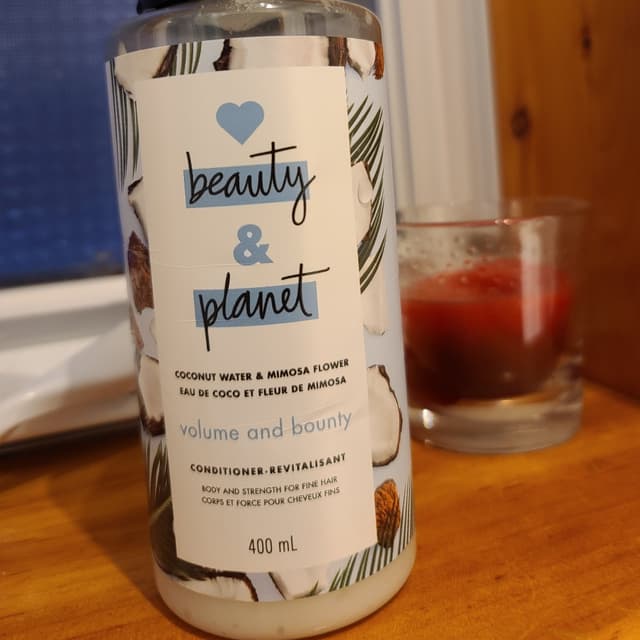 beauty
&
planet
COCONUT WATER & MIMOSA FLOWER
EAU DE COCO ET FLEUR DE MIMOSA
volume and bounty
CONDITIONER-REVITALISANT
BODY AND STRENGTH FOR FINE HAIR
CORPS ET FORCE POUR CHEVEUX FINS
400 mL